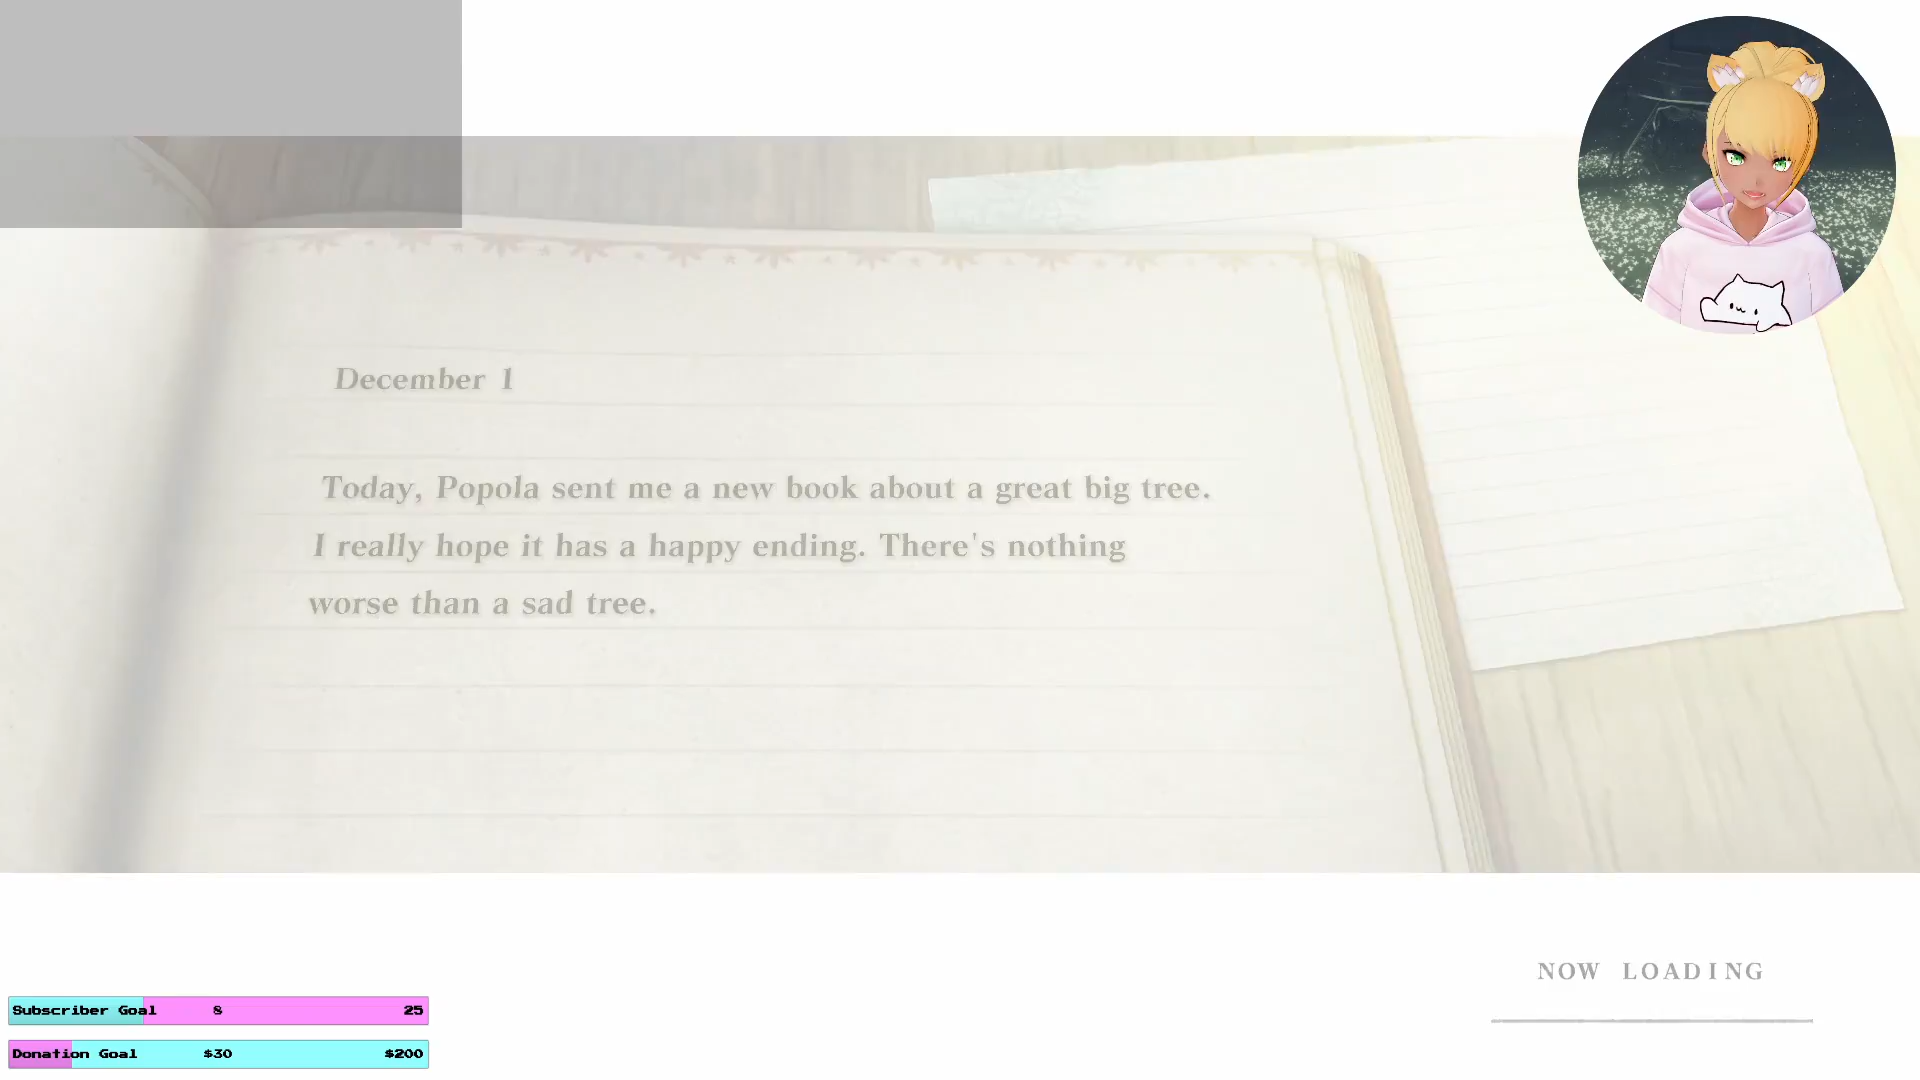 December 1
Today, Popola sent me a new book about a great big tree.
I really hope it has a happy ending. There's nothing
worse than a sad tree.
NOW LOADING
Subscriber Goal 8 25
Donation Goal $30 $200